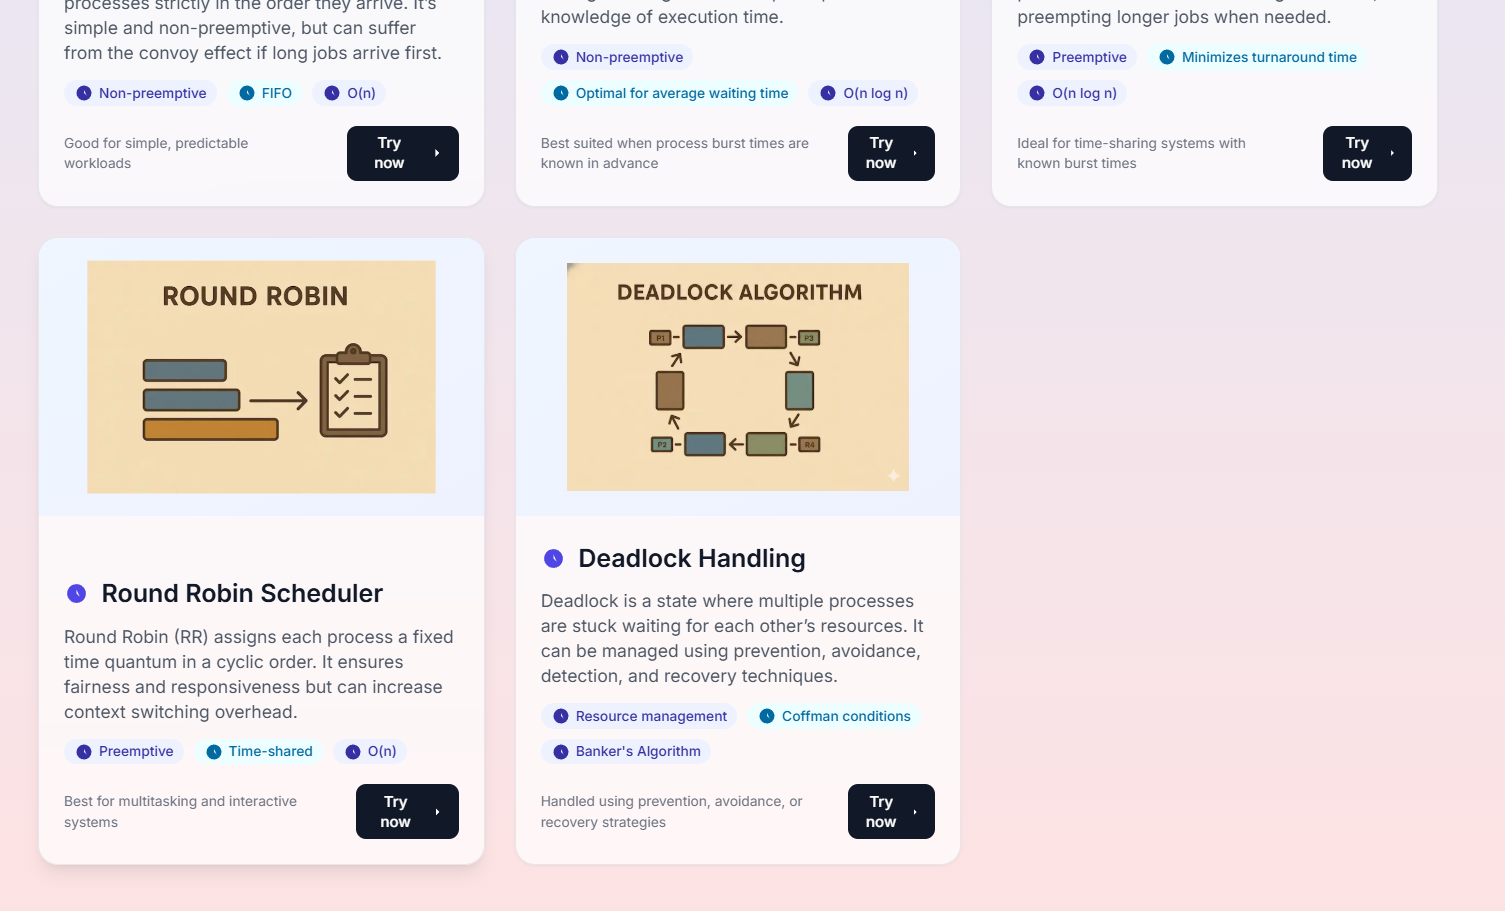 processes strictly in the order they arrive. It's
simple and non-preemptive, but can suffer
from the convoy effect if long jobs arrive first.
Non-preemptive
FIFO
O(n)
Good for simple, predictable
workloads
Try
now
knowledge of execution time.
Non-preemptive
Optimal for average waiting time
O(n log n)
Best suited when process burst times are
known in advance
Try
now
preempting longer jobs when needed.
Preemptive
Minimizes turnaround time
O(n log n)
Ideal for time-sharing systems with
known burst times
Try
now
ROUND ROBIN
Round Robin Scheduler
Round Robin (RR) assigns each process a fixed
time quantum in a cyclic order. It ensures
fairness and responsiveness but can increase
context switching overhead.
Preemptive
Time-shared
O(n)
Best for multitasking and interactive
systems
Try
now
DEADLOCK ALGORITHM
P1
P3
P2
R4
Deadlock Handling
Deadlock is a state where multiple processes
are stuck waiting for each other’s resources. It
can be managed using prevention, avoidance,
detection, and recovery techniques.
Resource management
Coffman conditions
Banker's Algorithm
Handled using prevention, avoidance, or
recovery strategies
Try
now